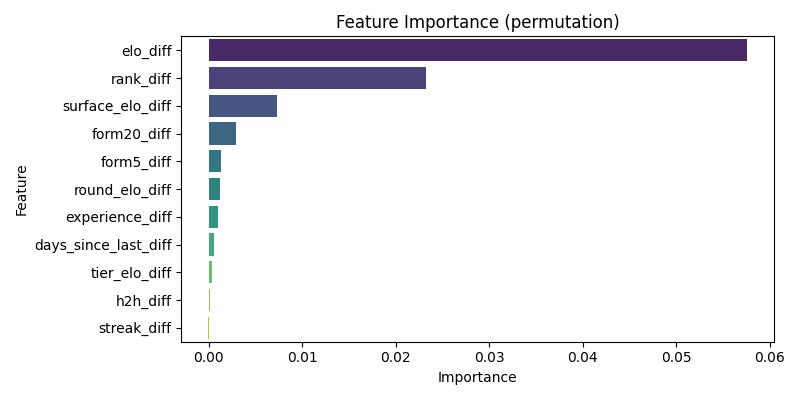 Feature Importance (permutation)
elo_diff
rank_diff
surface_elo_diff
form20_diff
form5_diff
round_elo_diff
experience_diff
days_since_last_diff
tier_elo_diff
h2h_diff
streak_diff
Feature
0.00 0.01 0.02 0.03 0.04 0.05 0.06
Importance